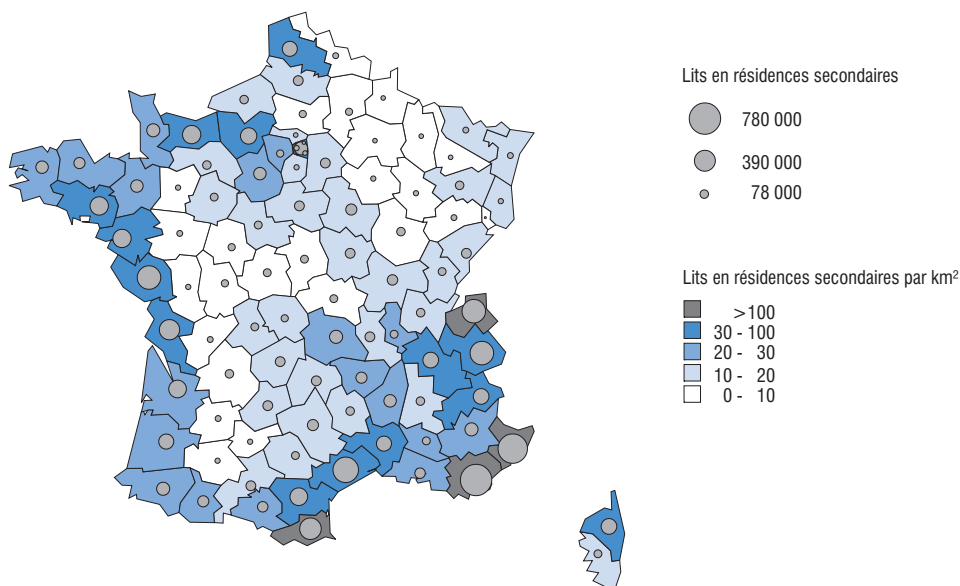 Lits en résidences secondaires
780 000
390 000
78 000
Lits en résidences secondaires par km²
>100
30 - 100
20 - 30
10 - 20
0 - 10